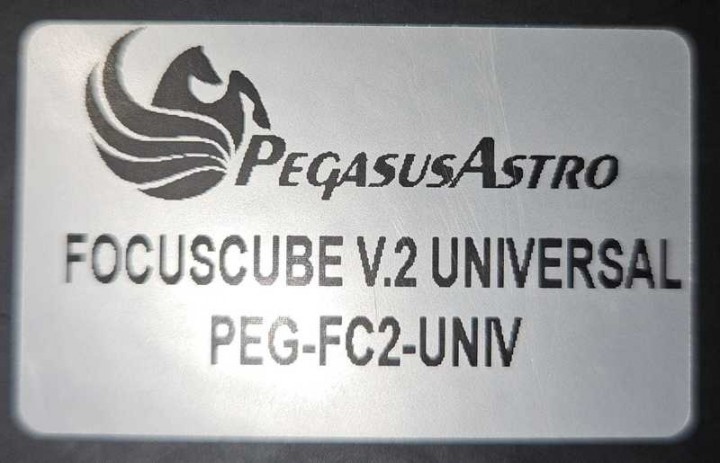 PEGASUSASTRO
FOCUSCUBE V.2 UNIVERSAL
PEG-FC2-UNIV